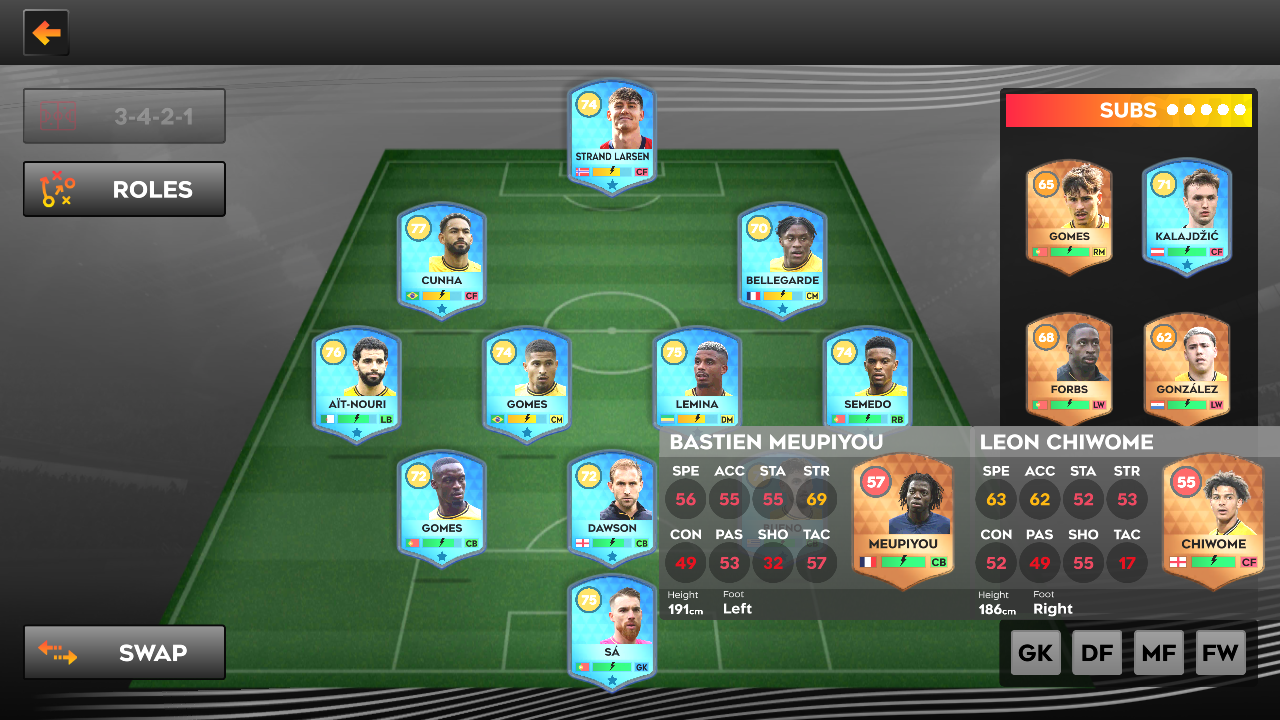 3-4-2-1
ROLES
74
STRAND LARSEN
CF
77
CUNHA
CF
70
BELLEGARDE
CM
76
AÏT-NOURI
LB
74
GOMES
CM
75
LEMINA
DM
74
SEMEDO
RB
72
GOMES
CB
72
DAWSON
CB
BUENO
75
SÁ
GK
SWAP
SUBS
65
GOMES
RM
71
KALAJDŽIĆ
CF
68
FORBS
LW
62
GONZÁLEZ
LW
BASTIEN MEUPIYOU
SPE ACC STA STR
56 55 55 69
CON PAS SHO TAC
49 53 32 57
Height Foot
191cm Left
57
MEUPIYOU
CB
LEON CHIWOME
SPE ACC STA STR
63 62 52 53
CON PAS SHO TAC
52 49 55 17
Height Foot
186cm Right
55
CHIWOME
CF
GK DF MF FW